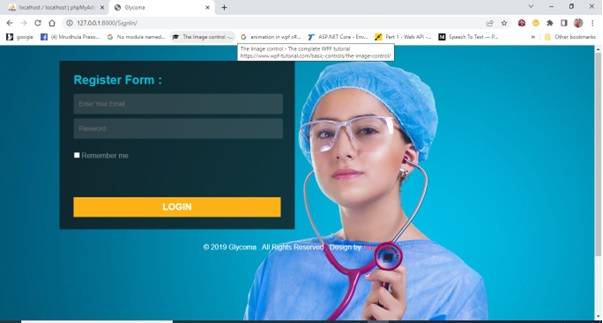 localhost / localhost | phpMyAd
Glycoma
127.0.0.1:8000/SignIn/
google
(4) Mrudhula Preso...
No module named...
The Image control -...
animation in wpf c#...
ASP.NET Core - Env...
Part 1 - Web API -...
Speech To Text — P...
»
Other bookmarks
The Image control - The complete WPF tutorial
https://www.wpf-tutorial.com/basic-controls/the-image-control/
Register Form :
Enter Your Email
Password
Remember me
LOGIN
© 2019 Glycoma . All Rights Reserved . Design by